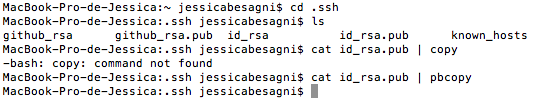 MacBook-Pro-de-Jessica:~ jessicabesagni$ cd .ssh
MacBook-Pro-de-Jessica:.ssh jessicabesagni$ ls
github_rsa github_rsa.pub id_rsa id_rsa.pub known_hosts
MacBook-Pro-de-Jessica:.ssh jessicabesagni$ cat id_rsa.pub | copy
-bash: copy: command not found
MacBook-Pro-de-Jessica:.ssh jessicabesagni$ cat id_rsa.pub | pbcopy
MacBook-Pro-de-Jessica:.ssh jessicabesagni$